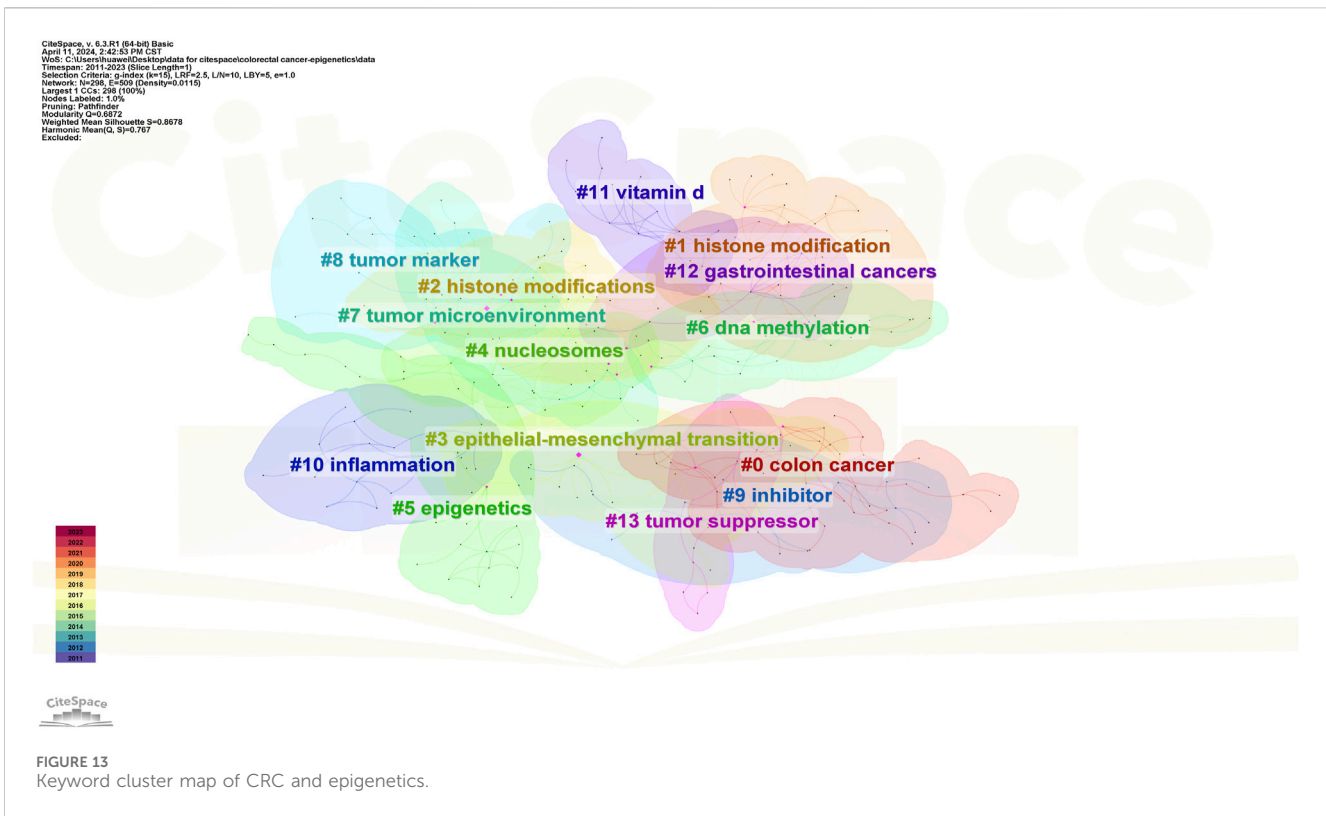 CiteSpace, v. 6.3.R1 (64-bit) Basic
April 11, 2024, 2:42:53 PM CST
WoS: C:\Users\huawei\Desktop\data for citespace\colorectal cancer-epigenetics\data
Timespan: 2011-2023 (Slice Length=1)
Selection Criteria: g-index (k=15), LRF=2.5, L/N=10, LBY=5, e=1.0
Network: N=298, E=509 (Density=0.0115)
Largest 1 CCs: 298 (100%)
Nodes Labeled: 1.0%
Pruning: Pathfinder
Modularity Q=0.6872
Weighted Mean Silhouette S=0.8678
Harmonic Mean(Q, S)=0.767
Excluded:
CiteSpace
#11 vitamin d
#1 histone modification
#8 tumor marker
#12 gastrointestinal cancers
#2 histone modifications
#7 tumor microenvironment
#6 dna methylation
#4 nucleosomes
#3 epithelial-mesenchymal transition
#10 inflammation
#0 colon cancer
#9 inhibitor
#5 epigenetics
#13 tumor suppressor
2023
2022
2021
2020
2019
2018
2017
2016
2015
2014
2013
2012
2011
CiteSpace
FIGURE 13
Keyword cluster map of CRC and epigenetics.